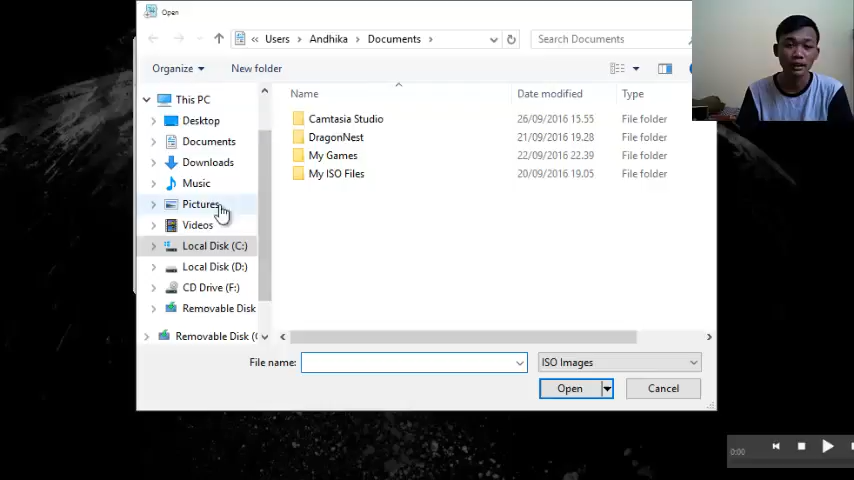 Open
« Users > Andhika > Documents >
Search Documents
Organize
New folder
Name
Date modified
Type
This PC
Desktop
Documents
Downloads
Music
Pictures
Videos
Local Disk (C:)
Local Disk (D:)
CD Drive (F:)
Removable Disk
Removable Disk (
Camtasia Studio 26/09/2016 15.55 File folder
DragonNest 21/09/2016 19.28 File folder
My Games 22/09/2016 22.39 File folder
My ISO Files 20/09/2016 19.05 File folder
File name:
ISO Images
Open
Cancel
0:00